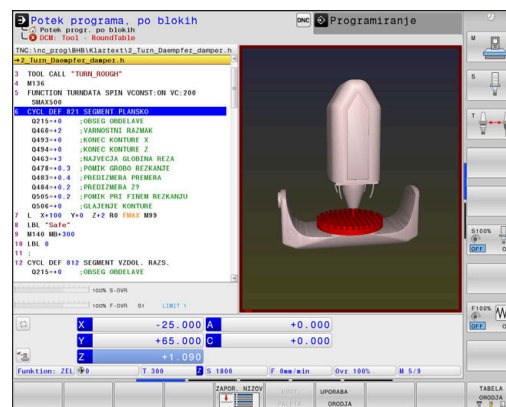 Potek programa, po blokih
DNC
Programiranje
Potek progr. po blokih
DCM: Tool - RoundTable
TNC:\nc_prog\BHB\Klartext\2_Turn_Daempfer_damper.h
→2_Turn_Daempfer_damper.h
3 TOOL CALL "TURN_ROUGH"
4 M136
5 FUNCTION TURNDATA SPIN VCONST:ON VC:200
SMAX500
6 CYCL DEF 821 SEGMENT PLANSKO
Q215=+0 ;OBSEG OBDELAVE
Q460=+2 ;VARNOSTNI RAZMAK
Q493=+0 ;KONEC KONTURE X
Q494=+0 ;KONEC KONTURE Z
Q463=+3 ;NAJVECJA GLOBINA REZA
Q478=+0.3 ;POMIK GROBO REZKANJE
Q483=+0.4 ;PREDIZMERA PREMERA
Q484=+0.2 ;PREDIZMERA Z?
Q505=+0.2 ;POMIK PRI FINEM REZKANJU
Q506=+0 ;GLAJENJE KONTURE
7 L X+100 Y+0 Z+2 R0 FMAX M99
8 LBL "Safe"
9 M140 MB+300
10 LBL 0
11 ;
12 CYCL DEF 812 SEGMENT VZDOL. RAZS.
Q215=+0 ;OBSEG OBDELAVE
100% S-OVR
100% F-OVR S1 LIMIT 1
X -25.000 A +0.000
Y +65.000 C +0.000
Z +1.090
Funktion: ZEL 0 T 300 Z S 1800 F 0mm/min Ovr 100% M 5/9
ZAPOR. NIZOV
UPORABA
ORODJA
TABELA
ORODJA
M
S
T
S100%
OFF
F100%
OFF